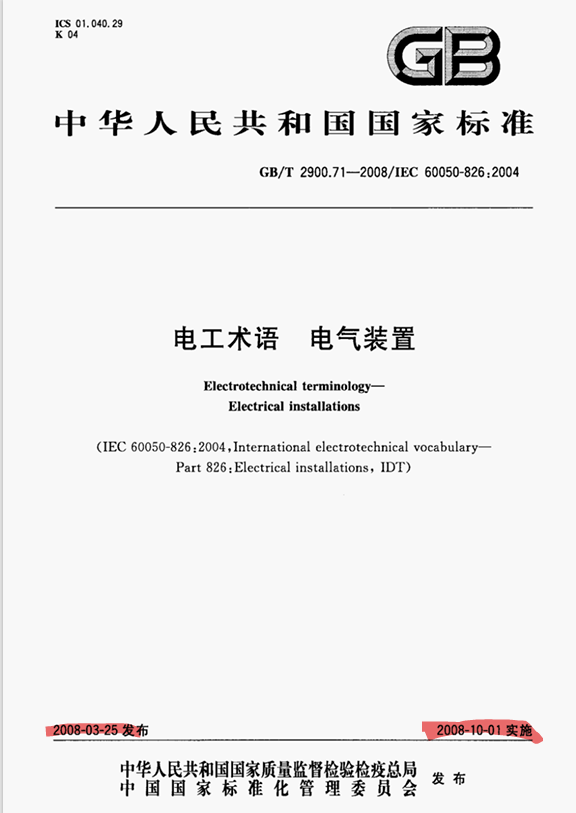 ICS 01.040.29
K 04
GB
中华人民共和国国家标准
GB/T 2900.71—2008/IEC 60050-826:2004
电工术语 电气装置
Electrotechnical terminology—
Electrical installations
(IEC 60050-826:2004,International electrotechnical vocabulary—
Part 826:Electrical installations, IDT)
2008-03-25 发布 2008-10-01 实施
中华人民共和国国家质量监督检验检疫总局
中国国家标准化管理委员会 发布